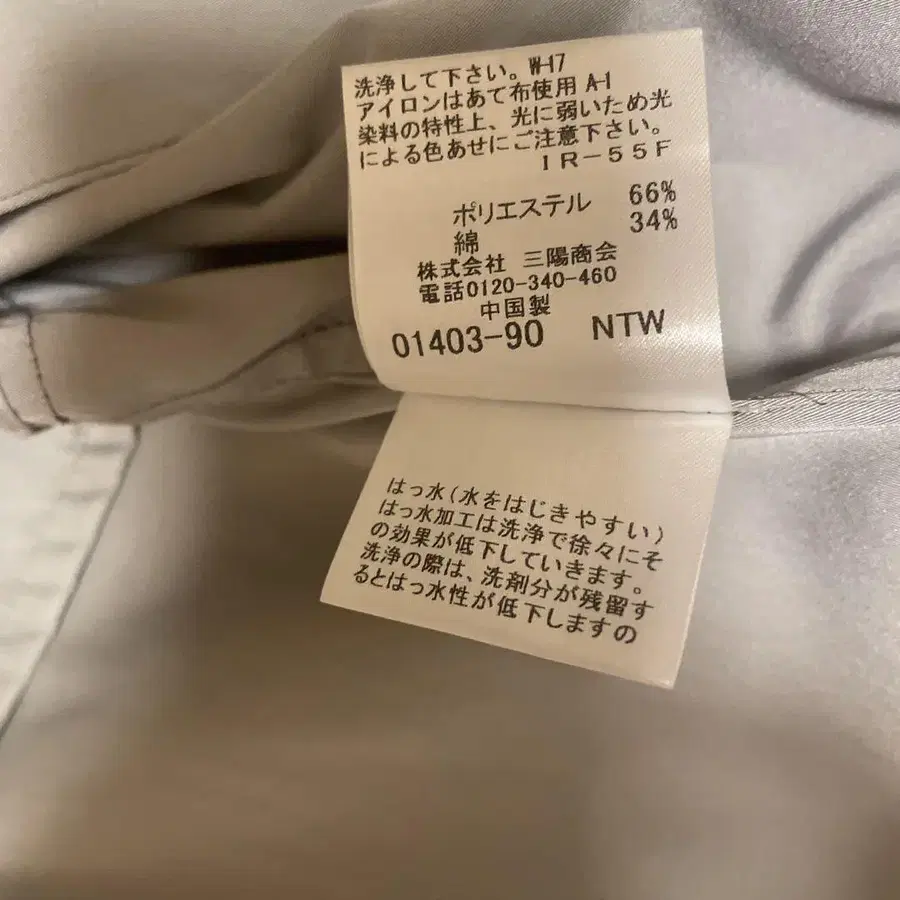 洗浄して下さい。W-17
アイロンはあて布使用 A-1
染料の特性上、光に弱いため光
による色あせにご注意下さい。
IR-55F
ポリエステル 66%
綿 34%
株式会社 三陽商会
電話0120-340-460
中国製
01403-90 NTW
はっ水(水をはじきやすい)
はっ水加工は洗浄で徐々にそ
の効果が低下していきます。
洗浄の際は、洗剤分が残留す
るとはっ水性が低下しますの